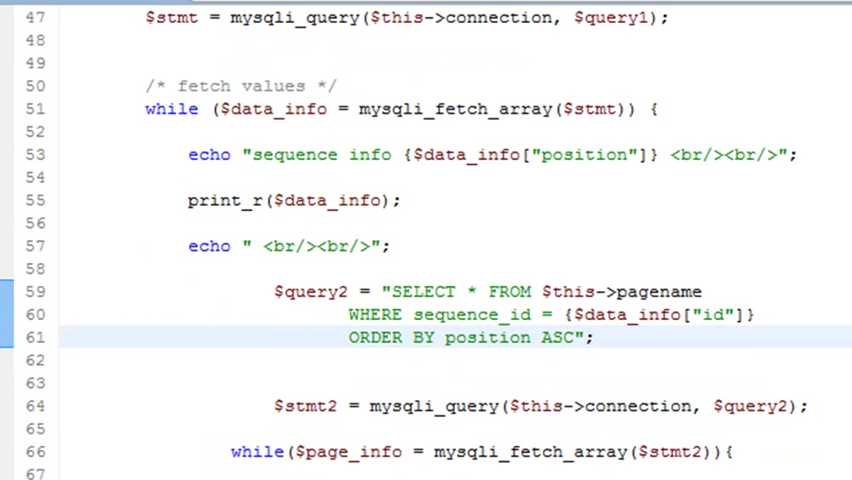 47 $stmt = mysqli_query($this->connection, $query1);
48
49
50 /* fetch values */
51 while ($data_info = mysqli_fetch_array($stmt)) {
52
53 echo "sequence info {$data_info["position"]} <br/><br/>";
54
55 print_r($data_info);
56
57 echo " <br/><br/>";
58
59 $query2 = "SELECT * FROM $this->pagename
60 WHERE sequence_id = {$data_info["id"]}
61 ORDER BY position ASC";
62
63
64 $stmt2 = mysqli_query($this->connection, $query2);
65
66 while($page_info = mysqli_fetch_array($stmt2)){
67